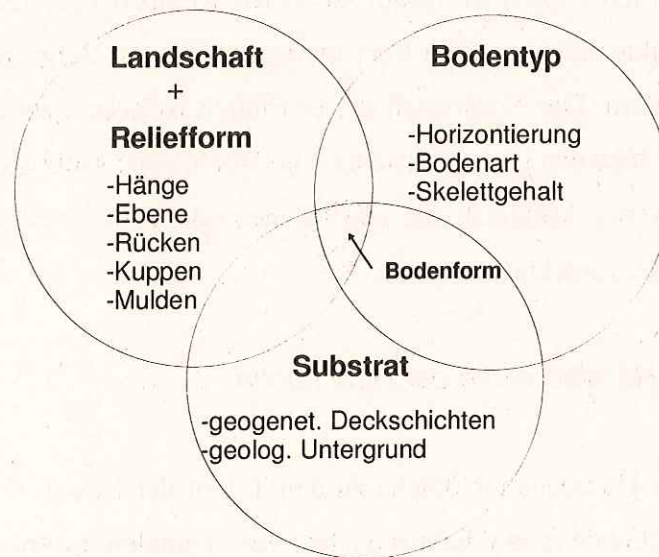 Landschaft
+
Reliefform
-Hänge
-Ebene
-Rücken
-Kuppen
-Mulden
Bodentyp
-Horizontierung
-Bodenart
-Skelettgehalt
Bodenform
Substrat
-geogenet. Deckschichten
-geolog. Untergrund